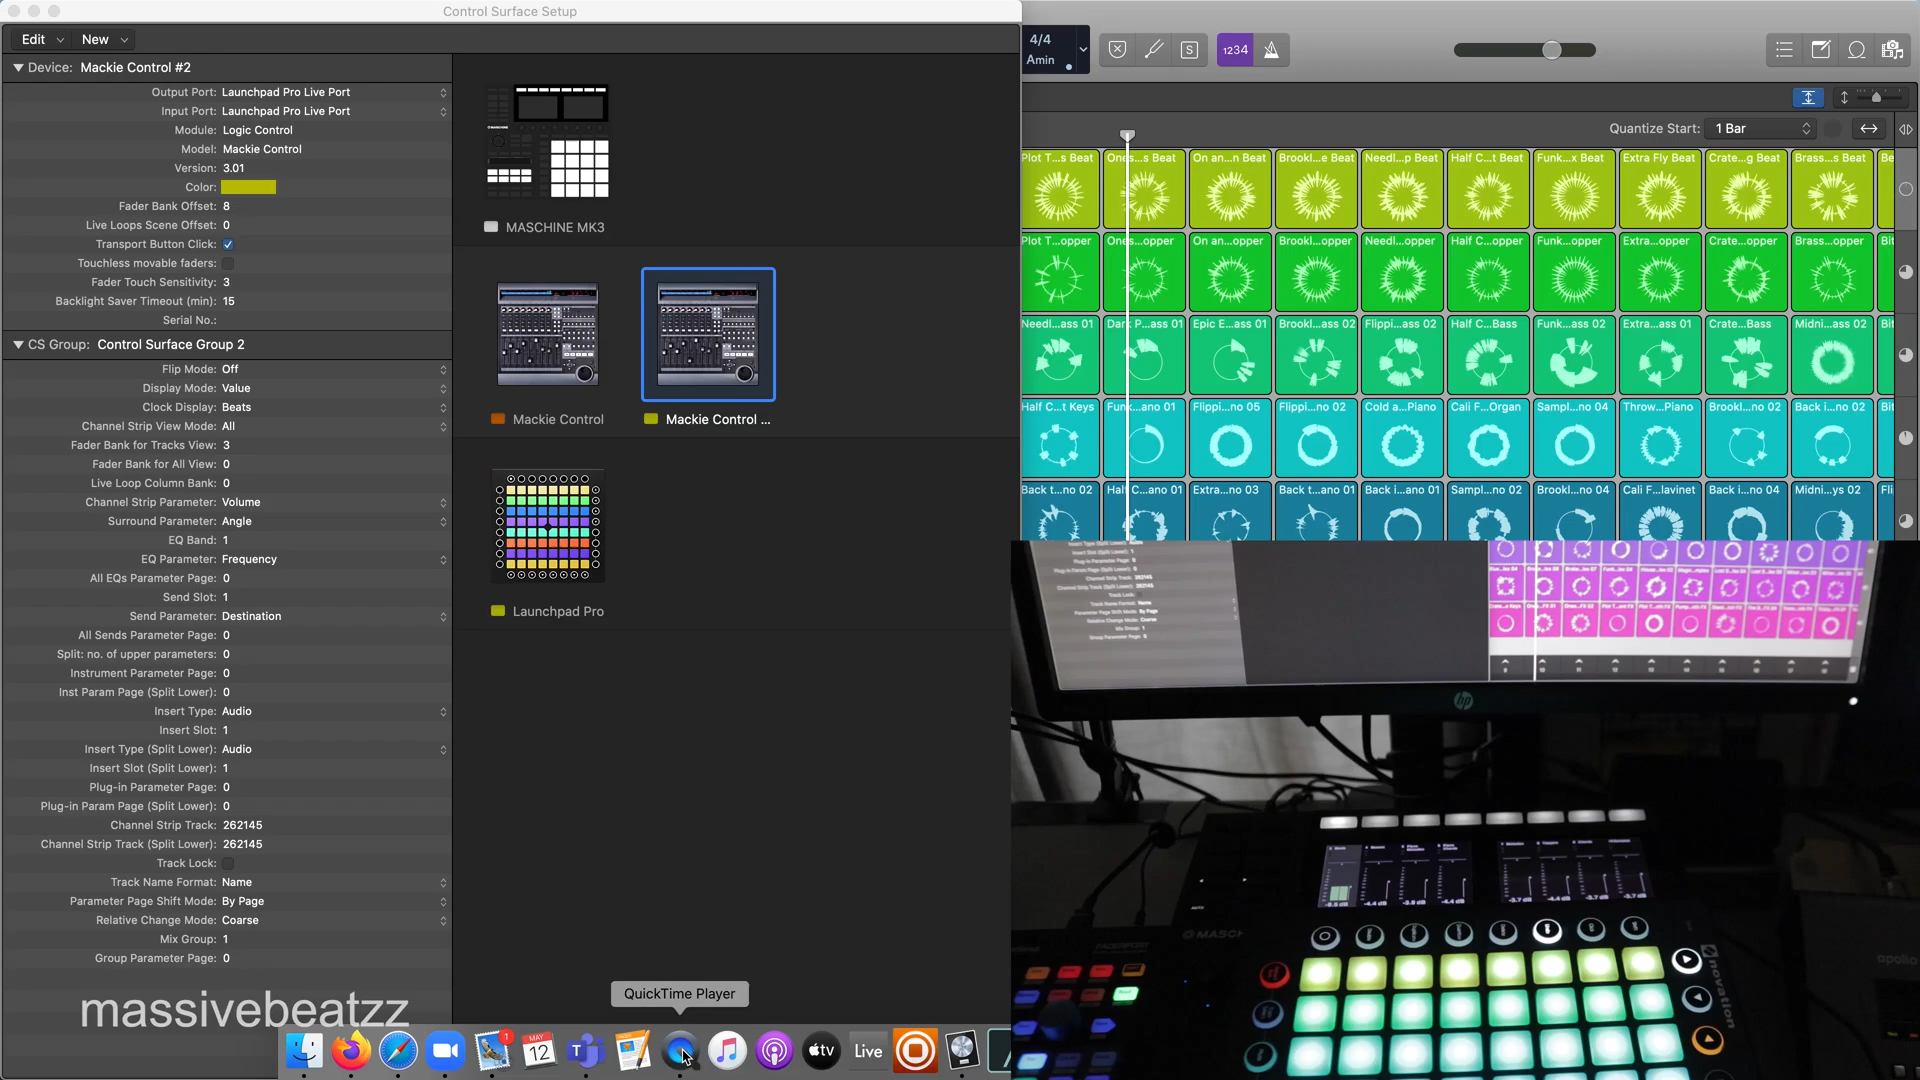 Control Surface Setup
Edit
New
Device: Mackie Control #2
Output Port: Launchpad Pro Live Port
Input Port: Launchpad Pro Live Port
Module: Logic Control
Model: Mackie Control
Version: 3.01
Color:
Fader Bank Offset: 8
Live Loops Scene Offset: 0
Transport Button Click:
Touchless movable faders:
Fader Touch Sensitivity: 3
Backlight Saver Timeout (min): 15
Serial No.:
CS Group: Control Surface Group 2
Flip Mode: Off
Display Mode: Value
Clock Display: Beats
Channel Strip View Mode: All
Fader Bank for Tracks View: 3
Fader Bank for All View: 0
Live Loop Column Bank: 0
Channel Strip Parameter: Volume
Surround Parameter: Angle
EQ Band: 1
EQ Parameter: Frequency
All EQs Parameter Page: 0
Send Slot: 1
Send Parameter: Destination
All Sends Parameter Page: 0
Split: no. of upper parameters: 0
Instrument Parameter Page: 0
Inst Param Page (Split Lower): 0
Insert Type: Audio
Insert Slot: 1
Insert Type (Split Lower): Audio
Insert Slot (Split Lower): 1
Plug-in Parameter Page: 0
Plug-in Param Page (Split Lower): 0
Channel Strip Track: 262145
Channel Strip Track (Split Lower): 262145
Track Lock:
Track Name Format: Name
Parameter Page Shift Mode: By Page
Relative Change Mode: Coarse
Mix Group: 1
Group Parameter Page: 0
MASCHINE MK3
Mackie Control
Mackie Control ...
Launchpad Pro
massivebeatzz
QuickTime Player
1
MAY
12
T
tv
Live
4/4
Amin
S
1234
Quantize Start: 1 Bar
Plot T...s Beat
Ones...s Beat
On an...n Beat
Brookl...e Beat
Needl...p Beat
Half C...t Beat
Funk...x Beat
Extra Fly Beat
Crate...g Beat
Brass...s Beat
Be
Plot T...opper
Ones...opper
On an...opper
Brookl...opper
Needl...opper
Half C...opper
Funk...opper
Extra...opper
Crate...opper
Brass...opper
Bit
Needl...ass 01
Dark P...ass 01
Epic E...ass 01
Brookl...ass 02
Flippi...ass 02
Half C...Bass
Funk...ass 02
Extra...ass 01
Crate...Bass
Midni...ass 02
Bit
Half C...t Keys
Funk...ano 01
Flippi...no 05
Flippi...no 02
Cold a...Piano
Cali F...Organ
Sampl...no 04
Throw...Piano
Brookl...no 02
Back i...no 02
Bit
Back t...no 02
Half C...ano 01
Extra...no 03
Back t...ano 01
Back i...ano 01
Sampl...no 02
Brookl...no 04
Cali F...lavinet
Back i...no 04
Midni...ys 02
Fli
hp
novation
apollo